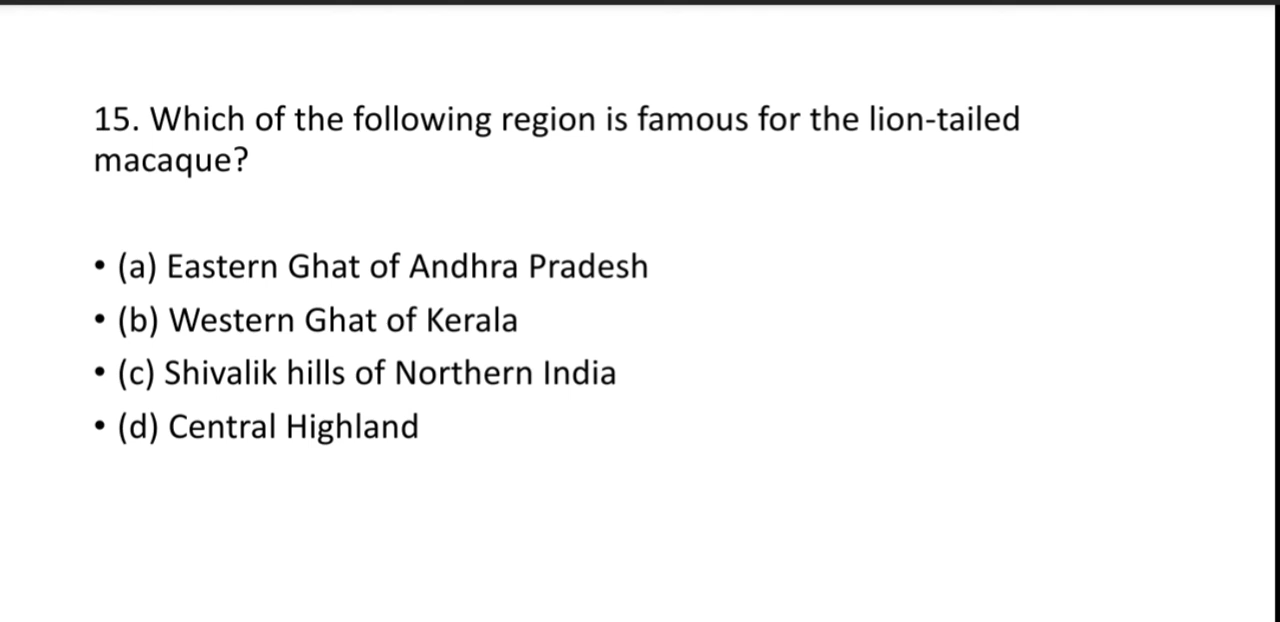 15. Which of the following region is famous for the lion-tailed
macaque?
• (a) Eastern Ghat of Andhra Pradesh
• (b) Western Ghat of Kerala
• (c) Shivalik hills of Northern India
• (d) Central Highland